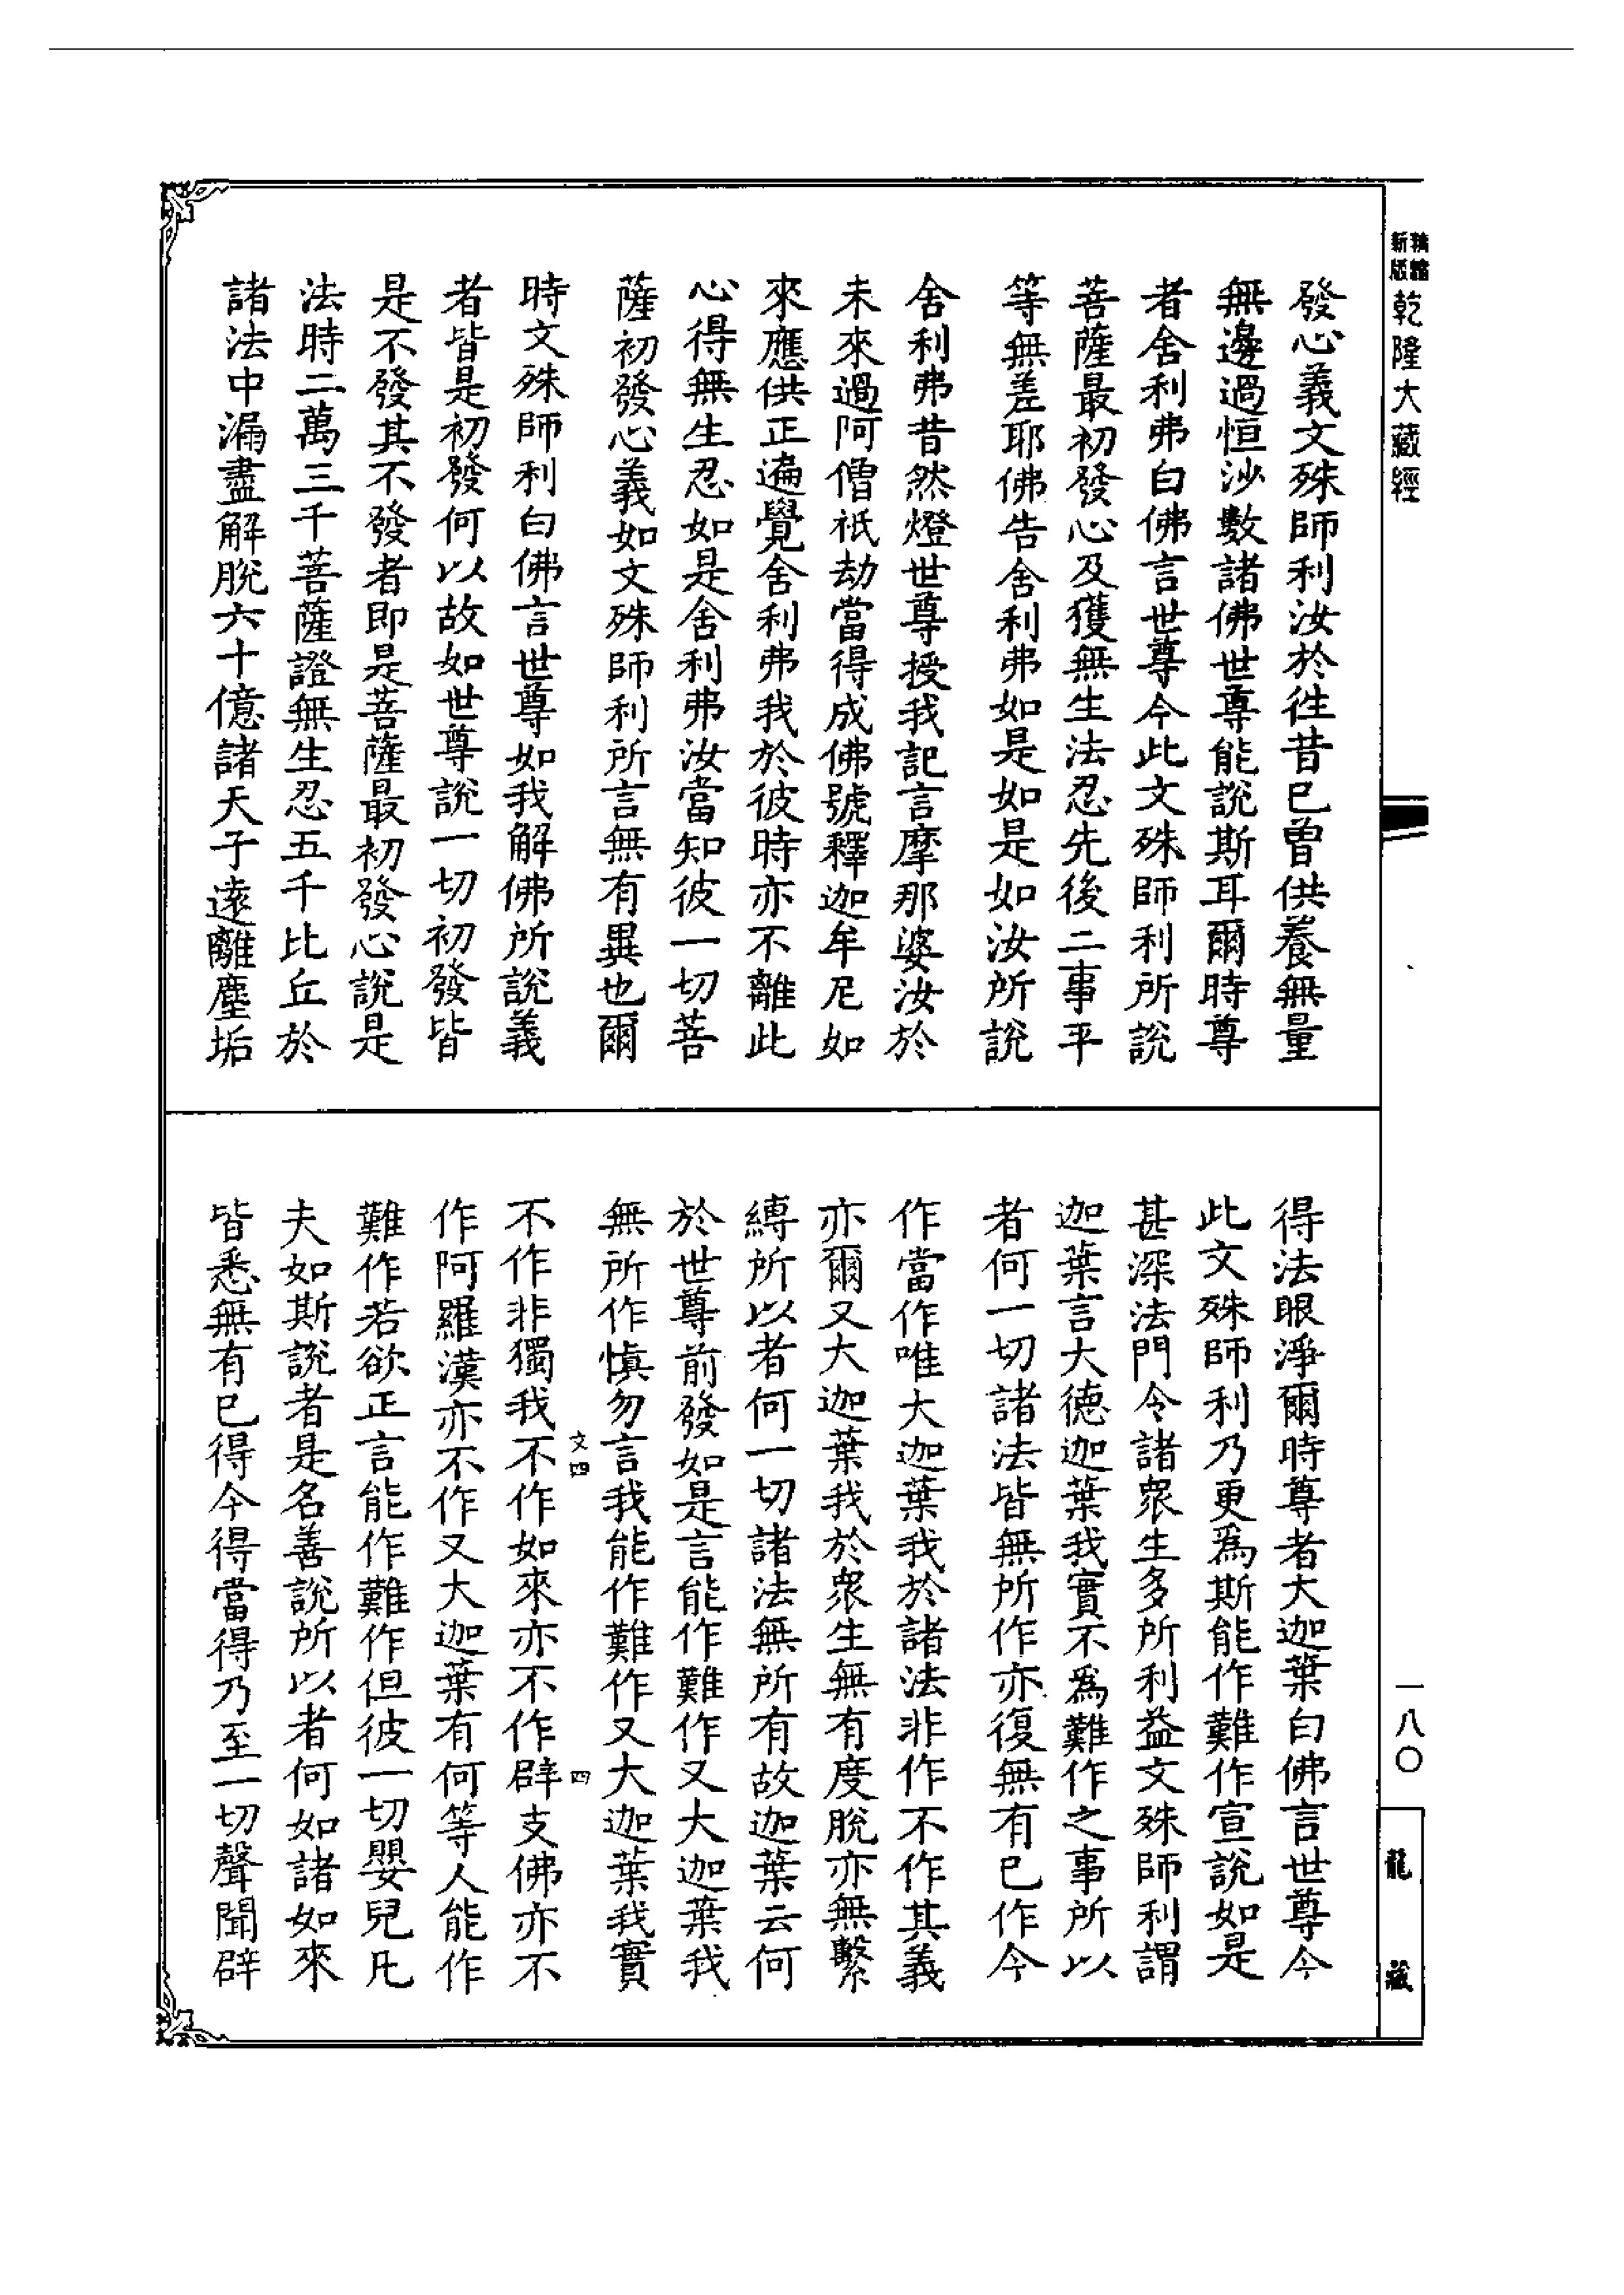 新版精縮
乾隆大藏經
發心義文殊師利汝於往昔已曾供養無量
無邊過恒沙數諸佛世尊能說斯耳爾時尊
者舍利弗白佛言世尊今此文殊師利所說
菩薩最初發心及獲無生法忍先後二事平
等無差耶佛告舍利弗如是如是如汝所說
舍利弗昔然燈世尊授我記言摩那婆汝於
未來過阿僧祇劫當得成佛號釋迦牟尼如
來應供正遍覺舍利弗我於彼時亦不離此
心得無生忍如是舍利弗汝當知彼一切菩
薩初發心義如文殊師利所言無有異也爾
時文殊師利白佛言世尊如我解佛所說義
者皆是初發何以故如世尊說一切初發皆
是不發其不發者即是菩薩最初發心說是
法時二萬三千菩薩證無生忍五千比丘於
諸法中漏盡解脫六十億諸天子遠離塵垢
得法眼淨爾時尊者大迦葉白佛言世尊今
此文殊師利乃更爲斯能作難作宣說如是
甚深法門令諸衆生多所利益文殊師利謂
迦葉言大德迦葉我實不爲難作之事所以
者何一切諸法皆無所作亦復無有已作今
作當作唯大迦葉我於諸法非作不作其義
亦爾又大迦葉我於衆生無有度脫亦無繫
縛所以者何一切諸法無所有故迦葉云何
於世尊前發如是言能作難作又大迦葉我
無所作慎勿言我能作難作又大迦葉我實
不作非獨我不作如來亦不作辟支佛亦不
作阿羅漢亦不作又大迦葉有何等人能作
難作若欲正言能作難作但彼一切嬰兒凡
夫如斯說者是名善說所以者何如諸如來
皆悉無有已得今得當得乃至一切聲聞辟
文四
四
一八〇
龍藏